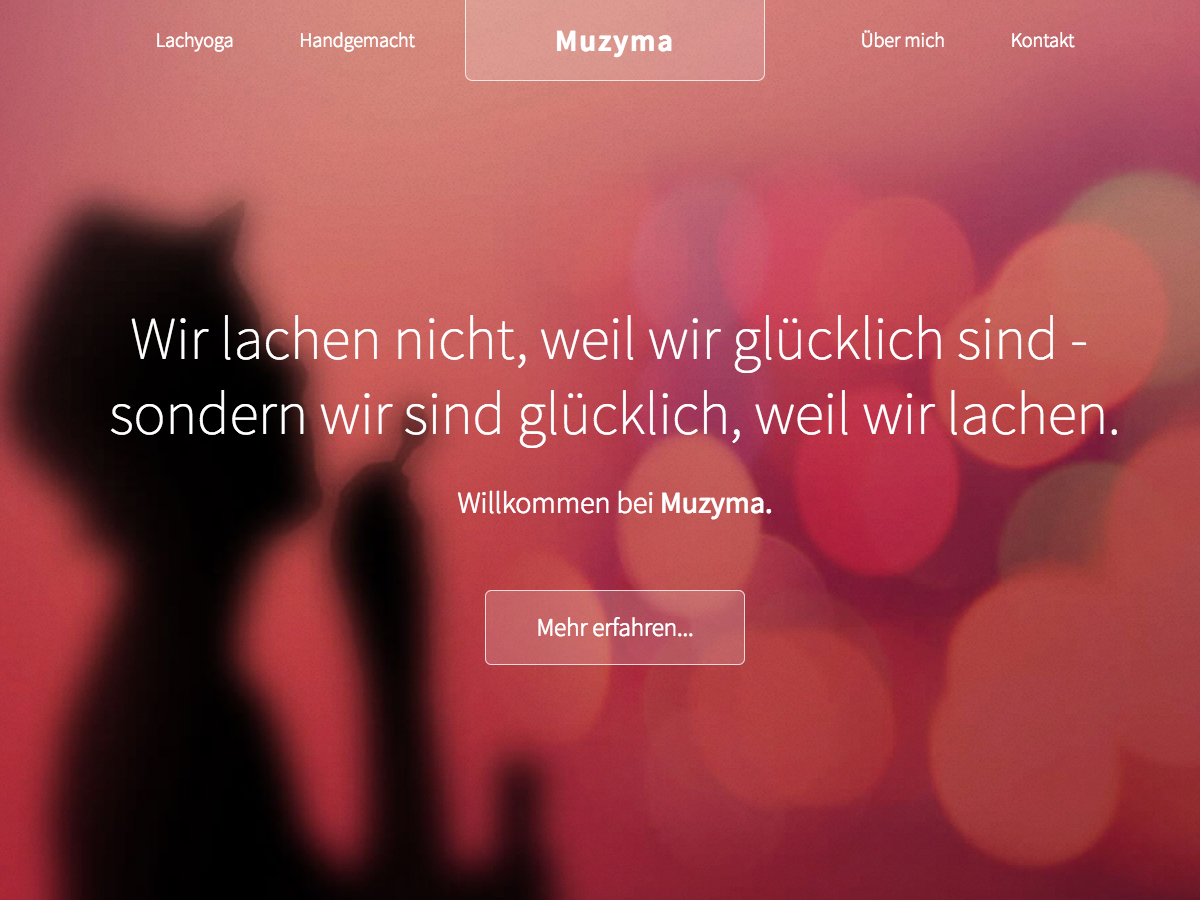 Lachyoga Handgemacht Muzyma Über mich Kontakt
Wir lachen nicht, weil wir glücklich sind -
sondern wir sind glücklich, weil wir lachen.
Willkommen bei Muzyma.
Mehr erfahren...